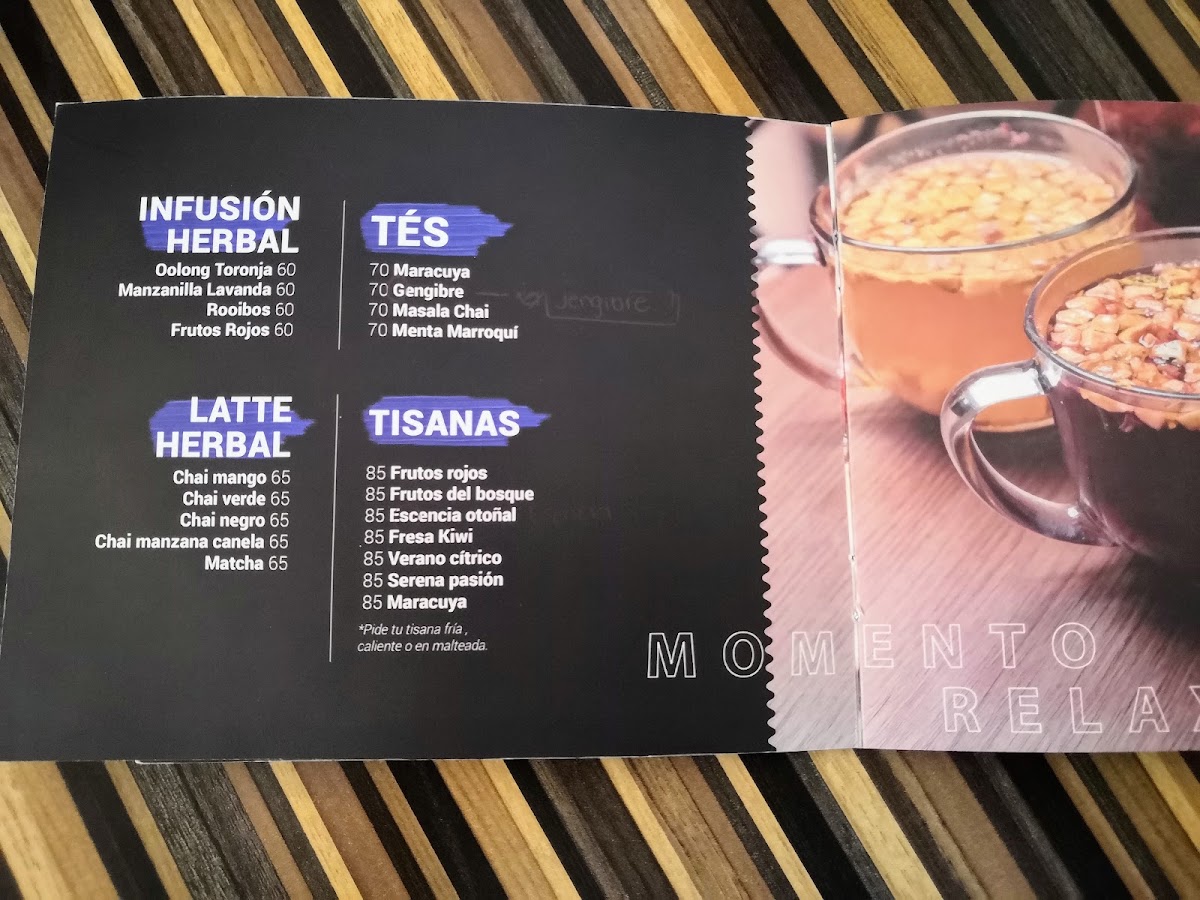 INFUSIÓN
HERBAL
Oolong Toronja 60
Manzanilla Lavanda 60
Rooibos 60
Frutos Rojos 60
TÉS
70 Maracuya
70 Gengibre
Jengibre
70 Masala Chai
70 Menta Marroquí
LATTE
HERBAL
Chai mango 65
Chai verde 65
Chai negro 65
Chai manzana canela 65
Matcha 65
TISANAS
85 Frutos rojos
85 Frutos del bosque
85 Escencia otoñal
85 Fresa Kiwi
85 Verano cítrico
85 Serena pasión
85 Maracuya
*Pide tu tisana fría ,
caliente o en malteada.
MOMENTO
RELAX